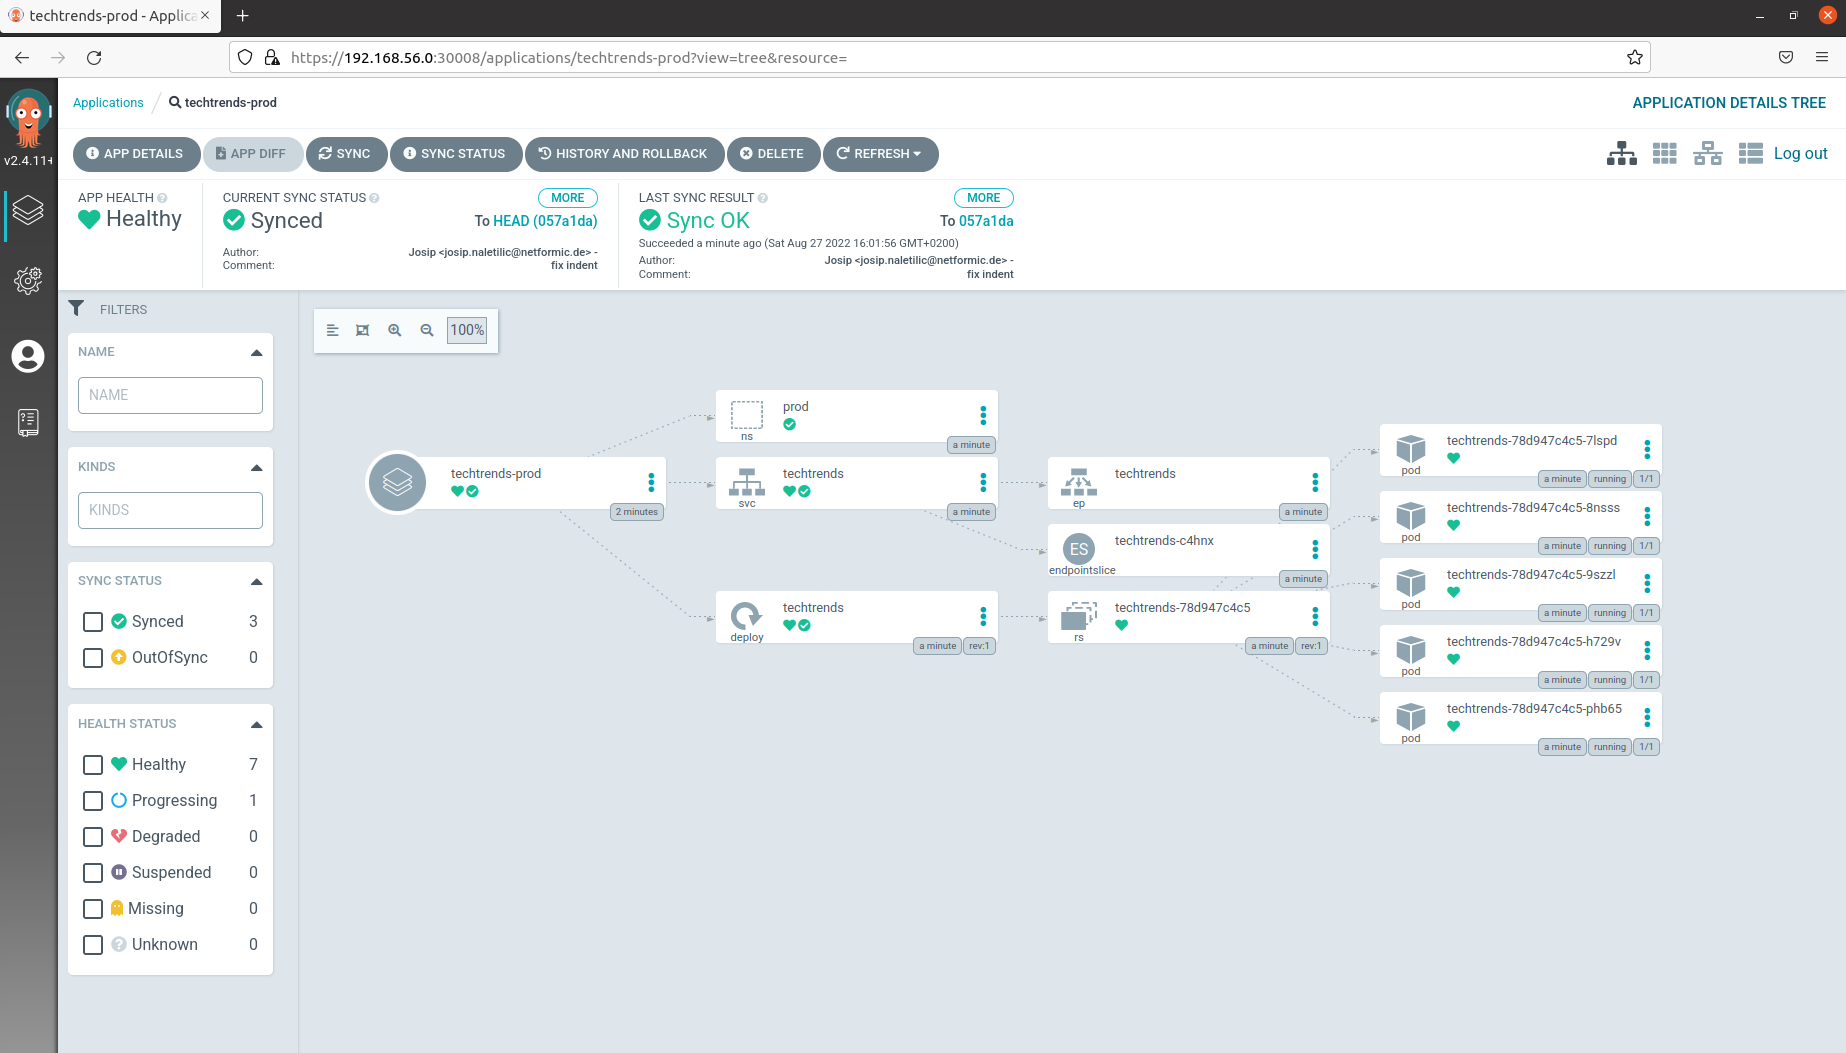 techtrends-prod - Applica
https://192.168.56.0:30008/applications/techtrends-prod?view=tree&resource=
v2.4.11+
Applications / techtrends-prod
APPLICATION DETAILS TREE
APP DETAILS
APP DIFF
SYNC
SYNC STATUS
HISTORY AND ROLLBACK
DELETE
REFRESH
Log out
APP HEALTH
Healthy
CURRENT SYNC STATUS
MORE
Synced
To HEAD (057a1da)
Author: Josip <josip.naletilic@netformic.de> -
Comment: fix indent
LAST SYNC RESULT
MORE
Sync OK
To 057a1da
Succeeded a minute ago (Sat Aug 27 2022 16:01:56 GMT+0200)
Author: Josip <josip.naletilic@netformic.de> -
Comment: fix indent
FILTERS
NAME
NAME
KINDS
KINDS
SYNC STATUS
Synced 3
OutOfSync 0
HEALTH STATUS
Healthy 7
Progressing 1
Degraded 0
Suspended 0
Missing 0
Unknown 0
100%
techtrends-prod
2 minutes
prod
ns
a minute
techtrends
svc
a minute
techtrends
deploy
a minute rev:1
techtrends
ep
a minute
ES
techtrends-c4hnx
endpointslice
a minute
techtrends-78d947c4c5
rs
a minute rev:1
techtrends-78d947c4c5-7lspd
pod
a minute running 1/1
techtrends-78d947c4c5-8nsss
pod
a minute running 1/1
techtrends-78d947c4c5-9szzl
pod
a minute running 1/1
techtrends-78d947c4c5-h729v
pod
a minute running 1/1
techtrends-78d947c4c5-phb65
pod
a minute running 1/1